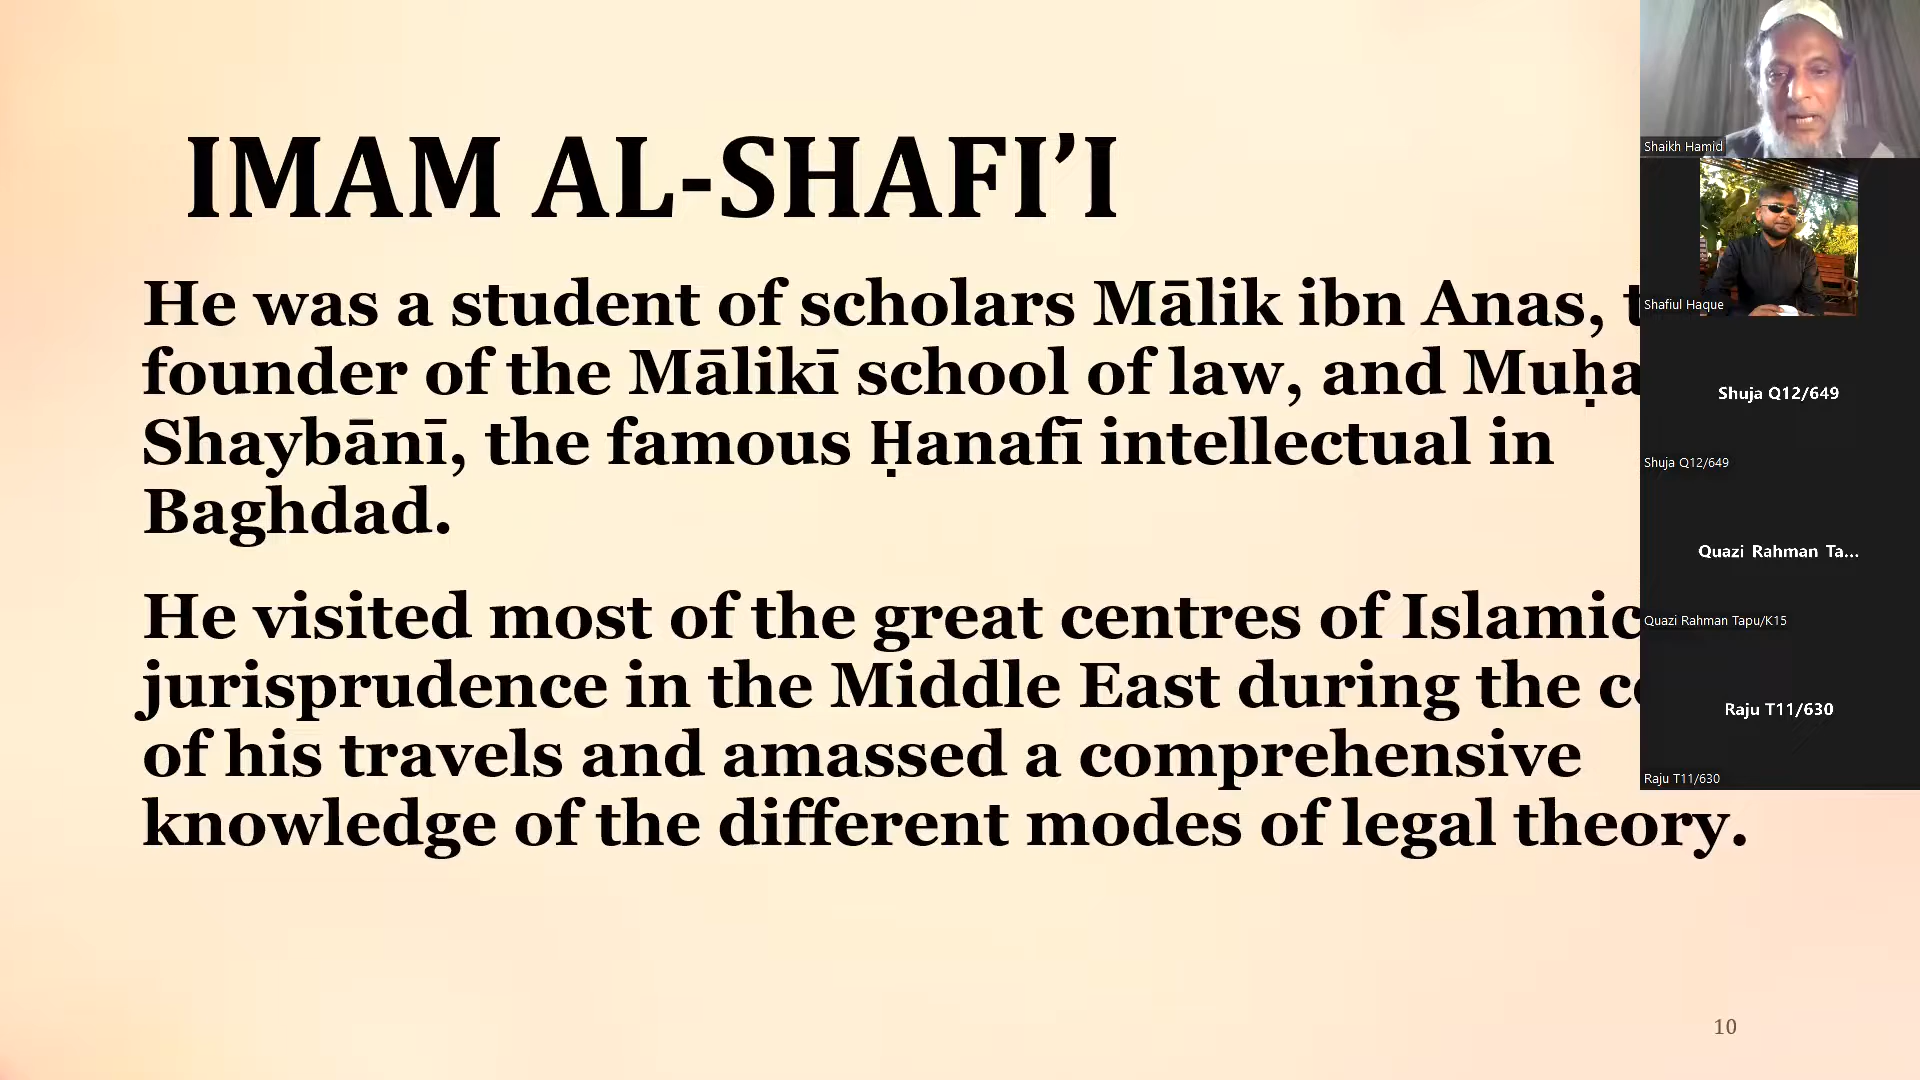 IMAM AL-SHAFI’I
He was a student of scholars Mālik ibn Anas,
founder of the Mālikī school of law, and
Shaybānī, the famous Ḥanafī intellectual in
Baghdad.
He visited most of the great centres of Islamic
jurisprudence in the Middle East during the
of his travels and amassed a comprehensive
knowledge of the different modes of legal theory.
10
Shaikh Hamid
Shafiul Haque
Shuja Q12/649
Shuja Q12/649
Quazi Rahman Ta...
Quazi Rahman Tapu/K15
Raju T11/630
Raju T11/630